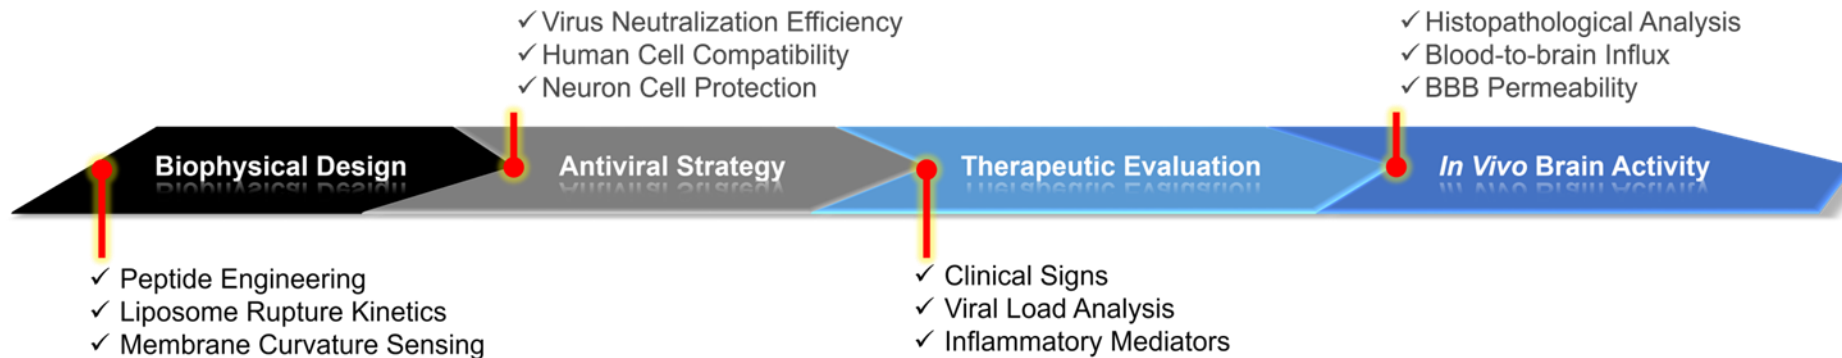 ✓ Virus Neutralization Efficiency
✓ Human Cell Compatibility
✓ Neuron Cell Protection
✓ Histopathological Analysis
✓ Blood-to-brain Influx
✓ BBB Permeability
Biophysical Design
Antiviral Strategy
Therapeutic Evaluation
In Vivo Brain Activity
✓ Peptide Engineering
✓ Liposome Rupture Kinetics
✓ Membrane Curvature Sensing
✓ Clinical Signs
✓ Viral Load Analysis
✓ Inflammatory Mediators